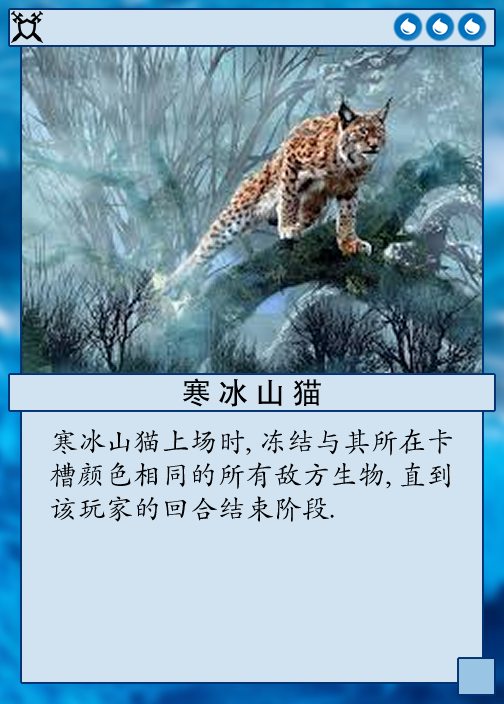 寒冰山猫
寒冰山猫上场时, 冻结与其所在卡
槽颜色相同的所有敌方生物, 直到
该玩家的回合结束阶段.